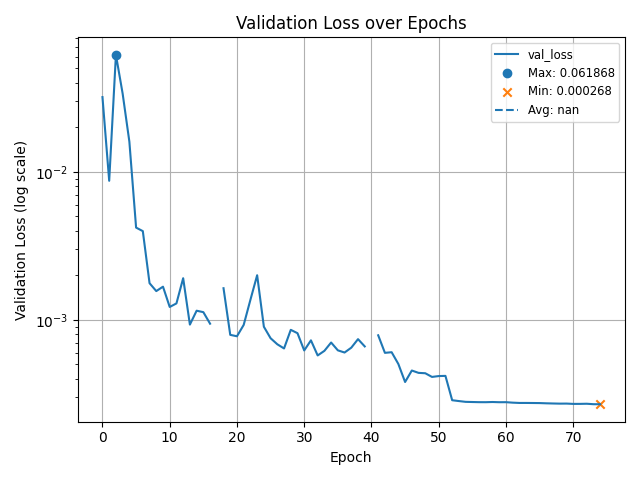 Validation Loss over Epochs
val_loss
Max: 0.061868
Min: 0.000268
Avg: nan
Validation Loss (log scale)
10⁻²
10⁻³
0 10 20 30 40 50 60 70
Epoch